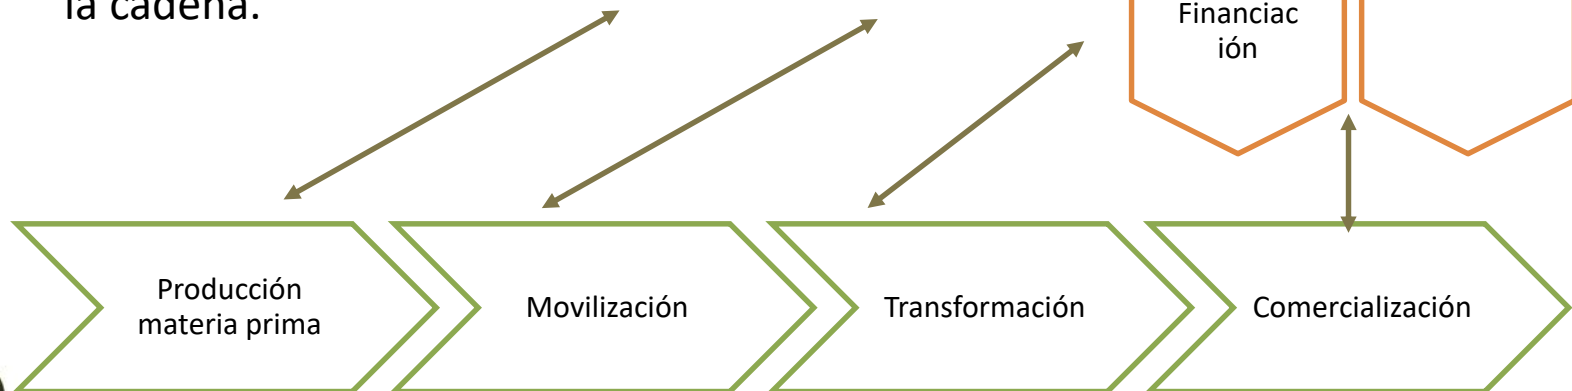 la cadena.
Financiac
ión
Producción
materia prima
Movilización
Transformación
Comercialización